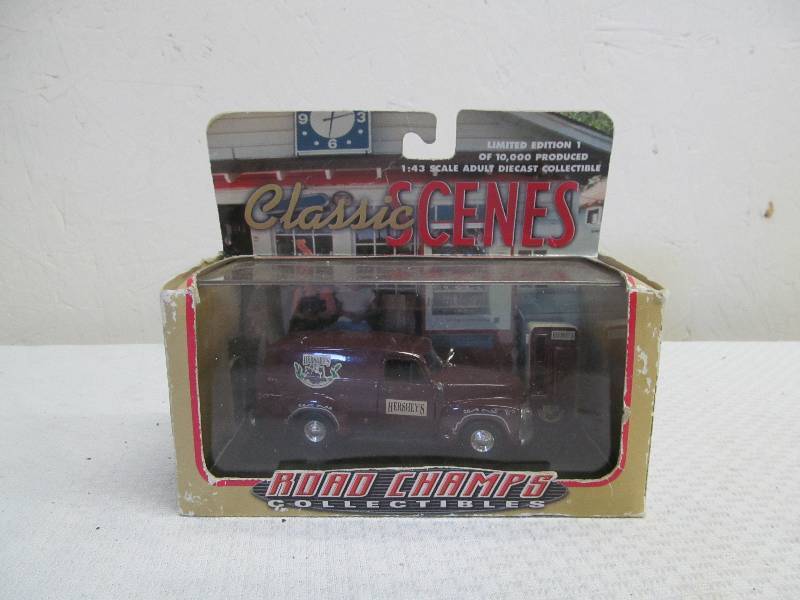 9 3
6
LIMITED EDITION 1
OF 10,000 PRODUCED
1:43 SCALE ADULT DIECAST COLLECTIBLE
Classic SCENES
HERSHEY'S
HERSHEY'S
HERSHEY'S
ROAD CHAMPS
COLLECTIBLES